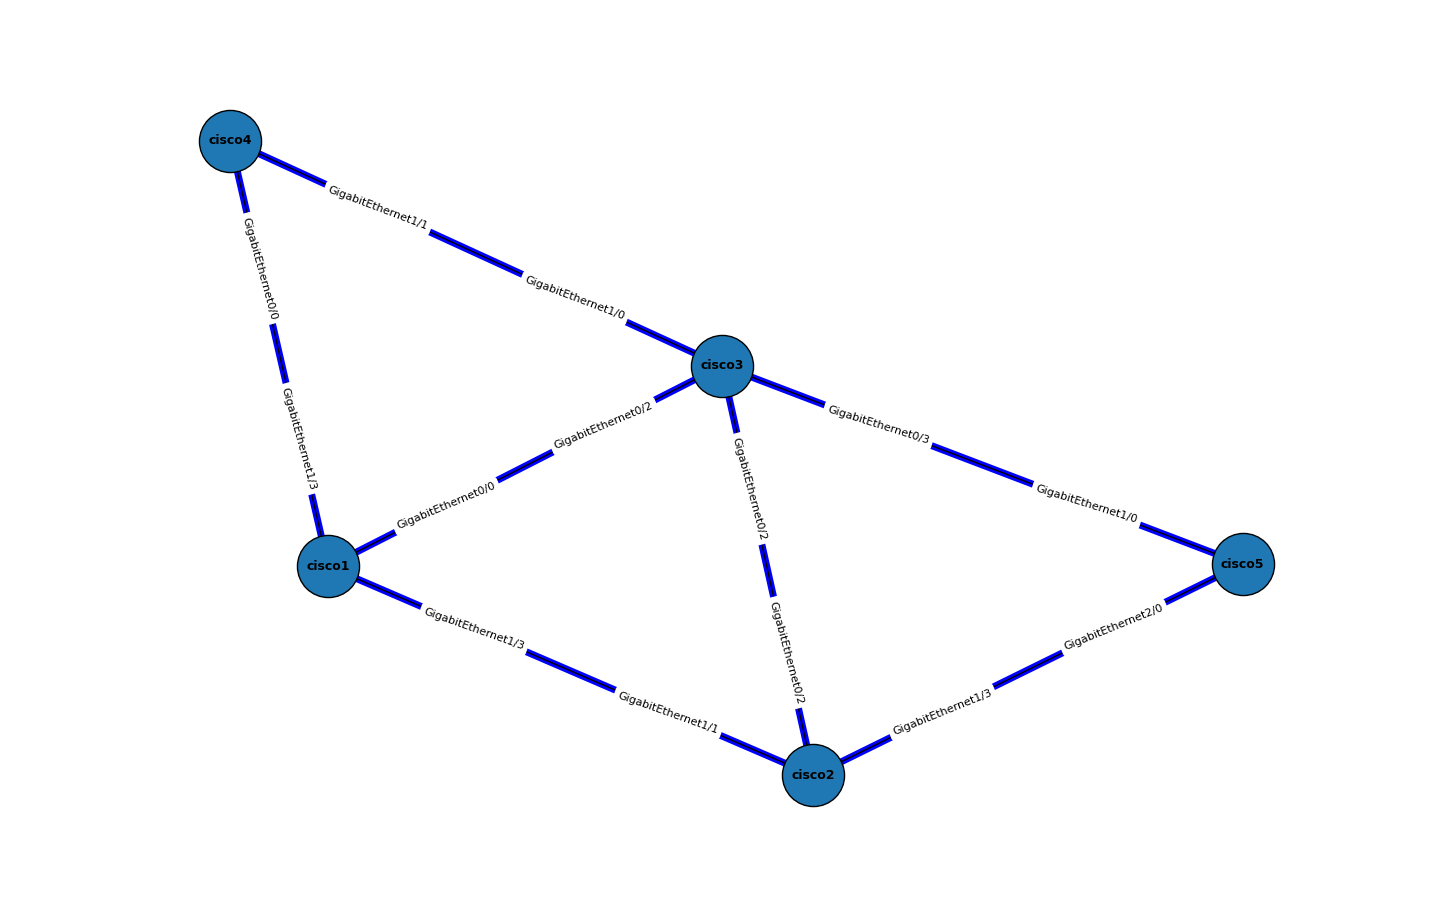 cisco4
GigabitEthernet1/1
GigabitEthernet0/0
GigabitEthernet1/0
cisco3
GigabitEthernet0/2
GigabitEthernet0/3
GigabitEthernet1/3
GigabitEthernet0/2
GigabitEthernet0/0
GigabitEthernet1/0
cisco1
cisco5
GigabitEthernet1/3
GigabitEthernet2/0
GigabitEthernet0/2
GigabitEthernet1/1
GigabitEthernet1/3
cisco2